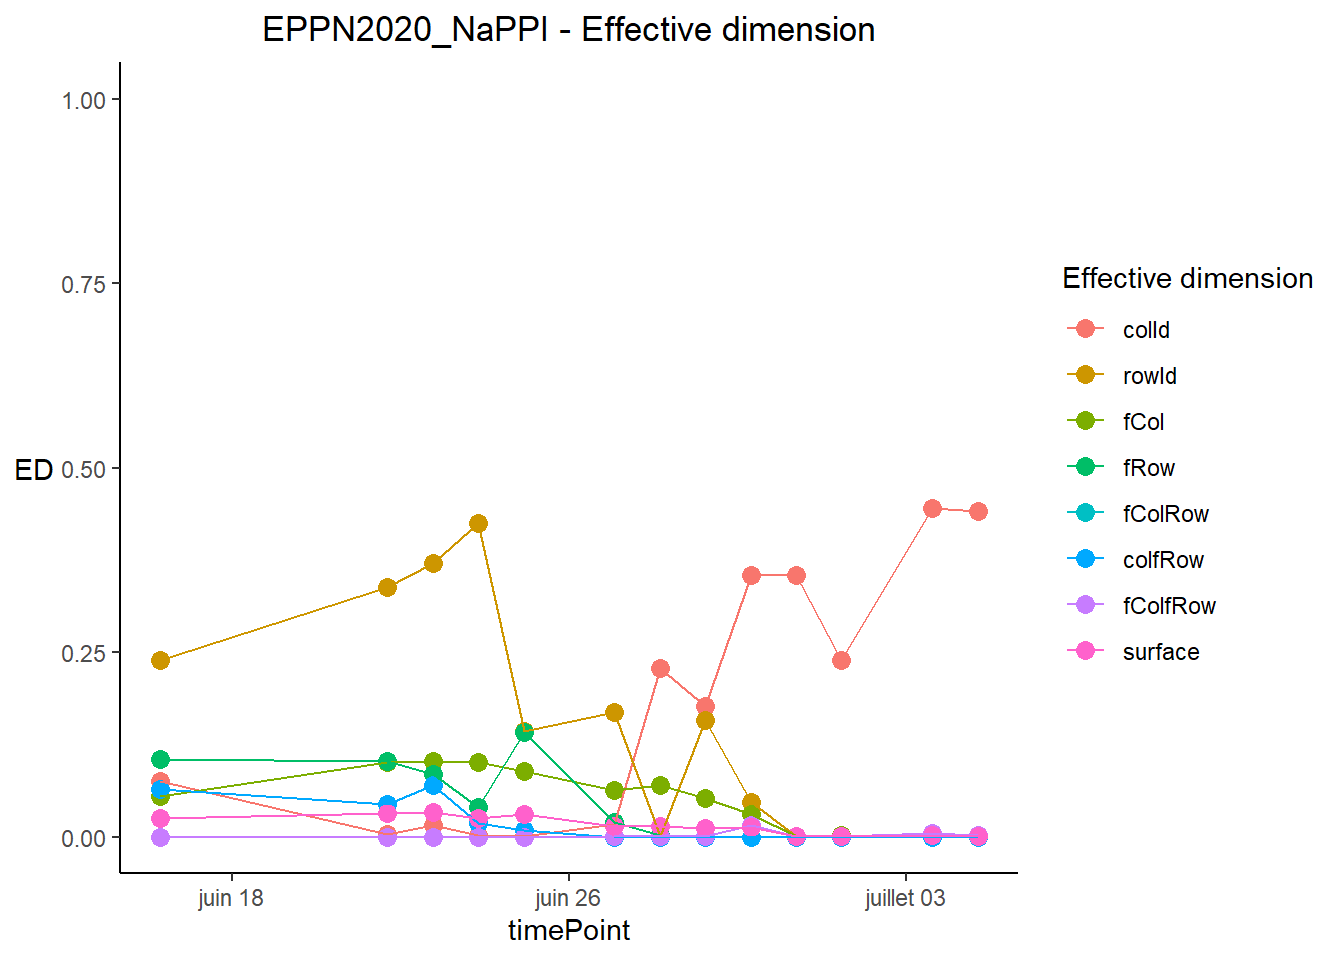 EPPN2020_NaPPI - Effective dimension
1.00
0.75
ED 0.50
0.25
0.00
juin 18
juin 26
juillet 03
timePoint
Effective dimension
colId
rowId
fCol
fRow
fColRow
colfRow
fColfRow
surface